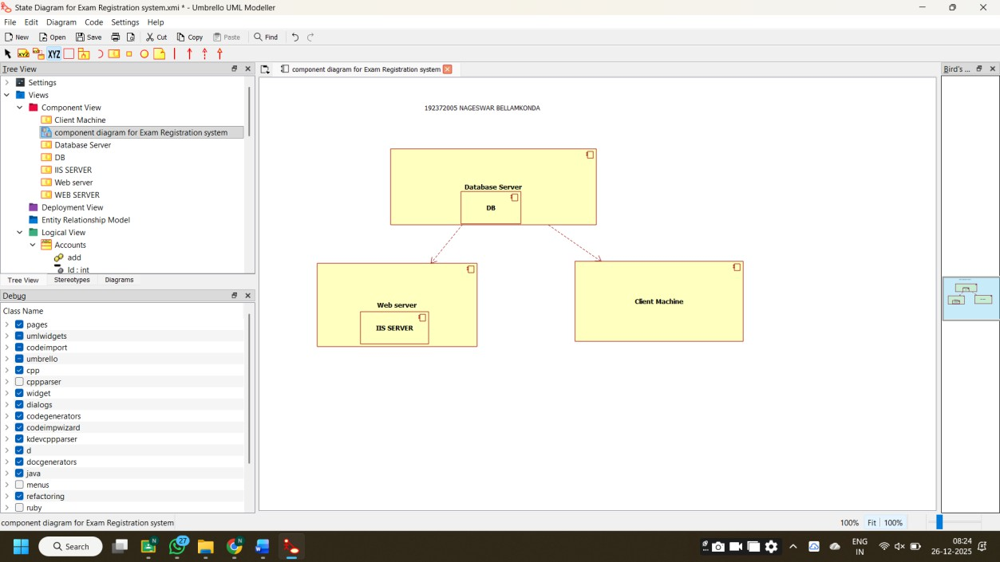 State Diagram for Exam Registration system.xmi * - Umbrello UML Modeller
File Edit Diagram Code Settings Help
New Open Save Cut Copy Paste Find
XYZ XYZ
Tree View
component diagram for Exam Registration system
Bird's ...
Settings
Views
Component View
Client Machine
component diagram for Exam Registration system
Database Server
DB
IIS SERVER
Web server
WEB SERVER
Deployment View
Entity Relationship Model
Logical View
Accounts
add
Id : int
Tree View Stereotypes Diagrams
192372005 NAGESWAR BELLAMKONDA
Database Server
DB
Web server
IIS SERVER
Client Machine
Debug
Class Name
pages
umlwidgets
codeimport
umbrello
cpp
cppparser
widget
dialogs
codegenerators
codeimpwizard
kdevcppparser
d
docgenerators
java
menus
refactoring
ruby
component diagram for Exam Registration system
100% Fit 100%
Search
27
N
N
ENG
IN
08:24
26-12-2025